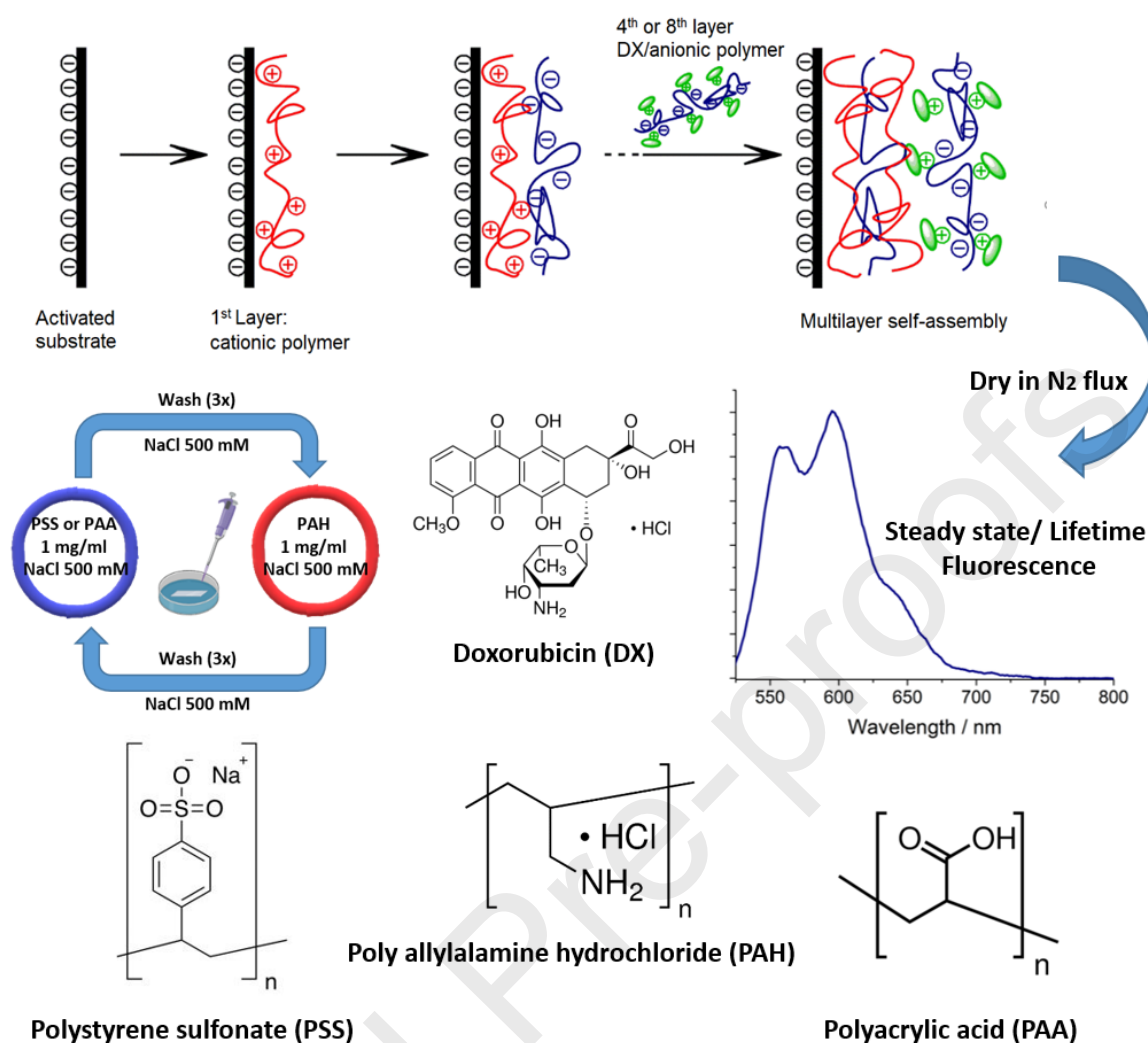 4th or 8th layer
DX/anionic polymer
Activated
substrate
1st Layer:
cationic polymer
Multilayer self-assembly
Dry in N2 flux
Wash (3x)
NaCl 500 mM
PSS or PAA
1 mg/ml
NaCl 500 mM
PAH
1 mg/ml
NaCl 500 mM
Wash (3x)
NaCl 500 mM
O
OH
O
OH
OH
CH3O
O
OH
O
• HCl
O
CH3
HO
NH2
Doxorubicin (DX)
Steady state/ Lifetime
Fluorescence
550
600
650
700
750
800
Wavelength / nm
O- Na+
O=S=O
n
Polystyrene sulfonate (PSS)
• HCl
NH2
n
Poly allylalamine hydrochloride (PAH)
O
OH
n
Polyacrylic acid (PAA)
Pre-proofs